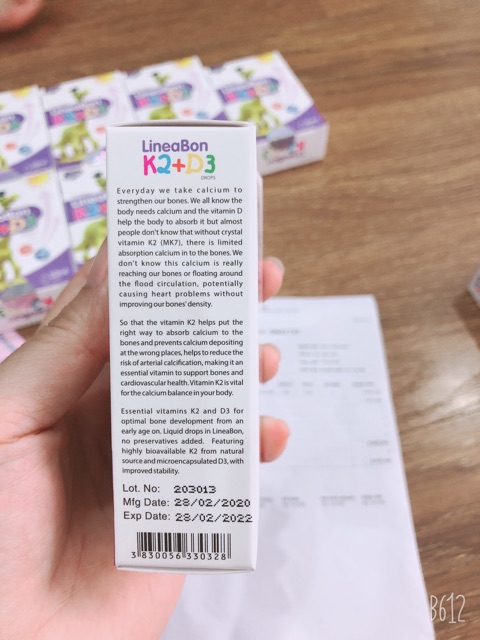 LineaBon
K2+D3
DROPS
Everyday we take calcium to
strengthen our bones. We all know the
body needs calcium and the vitamin D
help the body to absorb it but almost
people don't know that without crystal
vitamin K2 (MK7), there is limited
absorption calcium in to the bones. We
don't know this calcium is really
reaching our bones or floating around
the flood circulation, potentially
causing heart problems without
improving our bones' density.
So that the vitamin K2 helps put the
right way to absorb calcium to the
bones and prevents calcium depositing
at the wrong places, helps to reduce the
risk of arterial calcification, making it an
essential vitamin to support bones and
cardiovascular health. Vitamin K2 is vital
for the calcium balance in your body.
Essential vitamins K2 and D3 for
optimal bone development from an
early age on. Liquid drops in LineaBon,
no preservatives added. Featuring
highly bioavailable K2 from natural
source and microencapsulated D3, with
improved stability.
Lot. No: 203013
Mfg Date: 28/02/2020
Exp Date: 28/02/2022
3 830056 330328
LineaBon
K2+D3
B612